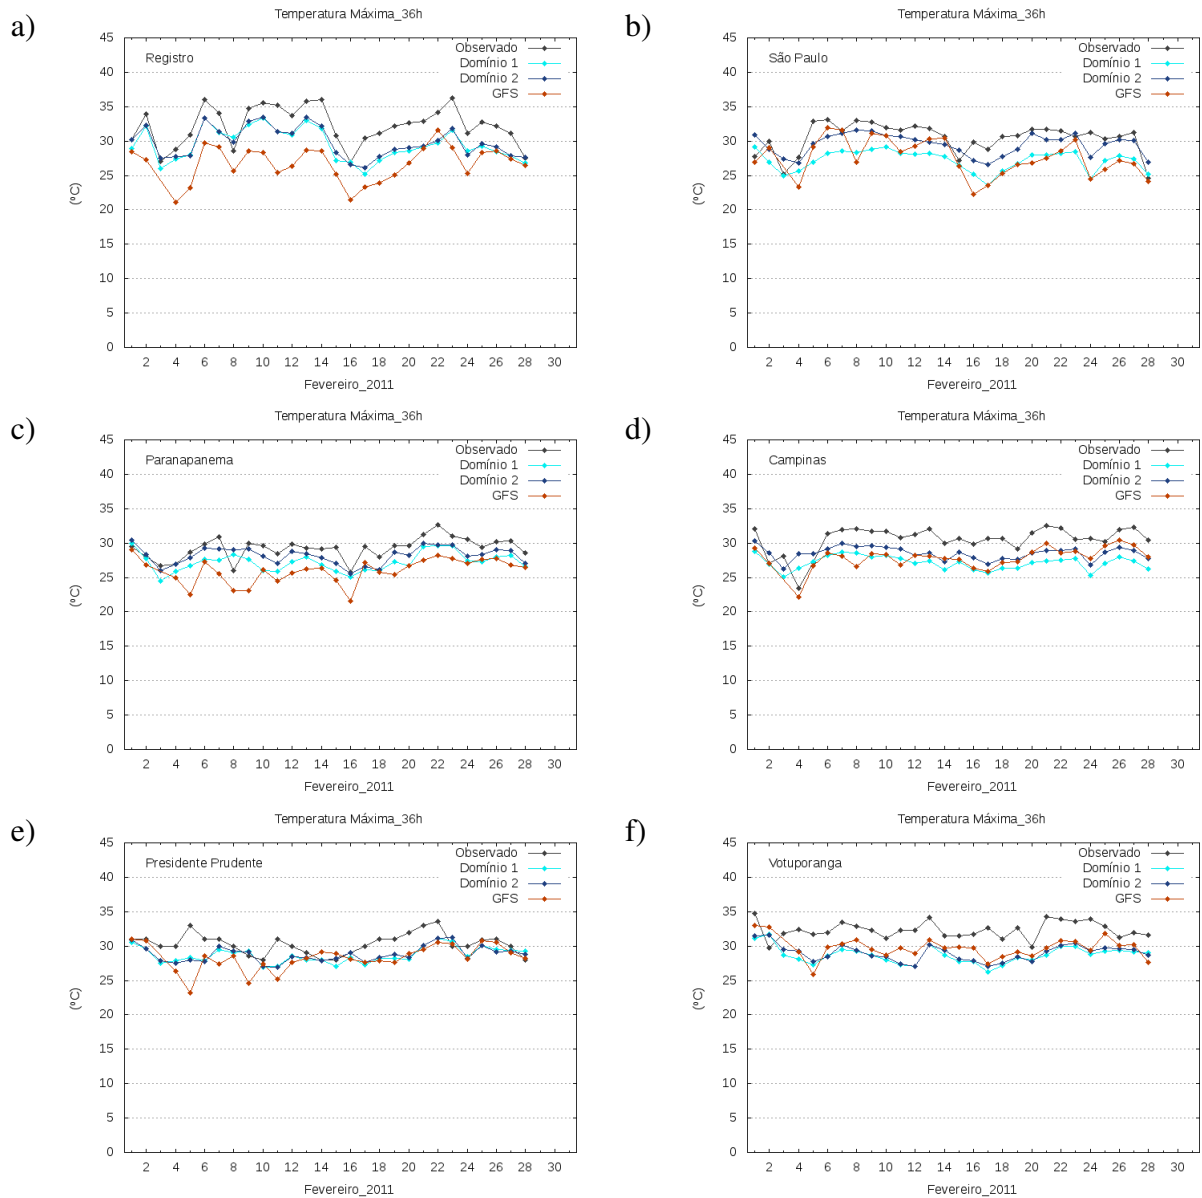 a)
Temperatura Máxima_36h
Registro
Observado
Domínio 1
Domínio 2
GFS
45
40
35
30
25
20
15
10
5
0
(ºC)
2 4 6 8 10 12 14 16 18 20 22 24 26 28 30
Fevereiro_2011
b)
Temperatura Máxima_36h
São Paulo
Observado
Domínio 1
Domínio 2
GFS
45
40
35
30
25
20
15
10
5
0
(ºC)
2 4 6 8 10 12 14 16 18 20 22 24 26 28 30
Fevereiro_2011
c)
Temperatura Máxima_36h
Paranapanema
Observado
Domínio 1
Domínio 2
GFS
45
40
35
30
25
20
15
10
5
0
(ºC)
2 4 6 8 10 12 14 16 18 20 22 24 26 28 30
Fevereiro_2011
d)
Temperatura Máxima_36h
Campinas
Observado
Domínio 1
Domínio 2
GFS
45
40
35
30
25
20
15
10
5
0
(ºC)
2 4 6 8 10 12 14 16 18 20 22 24 26 28 30
Fevereiro_2011
e)
Temperatura Máxima_36h
Presidente Prudente
Observado
Domínio 1
Domínio 2
GFS
45
40
35
30
25
20
15
10
5
0
(ºC)
2 4 6 8 10 12 14 16 18 20 22 24 26 28 30
Fevereiro_2011
f)
Temperatura Máxima_36h
Votuporanga
Observado
Domínio 1
Domínio 2
GFS
45
40
35
30
25
20
15
10
5
0
(ºC)
2 4 6 8 10 12 14 16 18 20 22 24 26 28 30
Fevereiro_2011